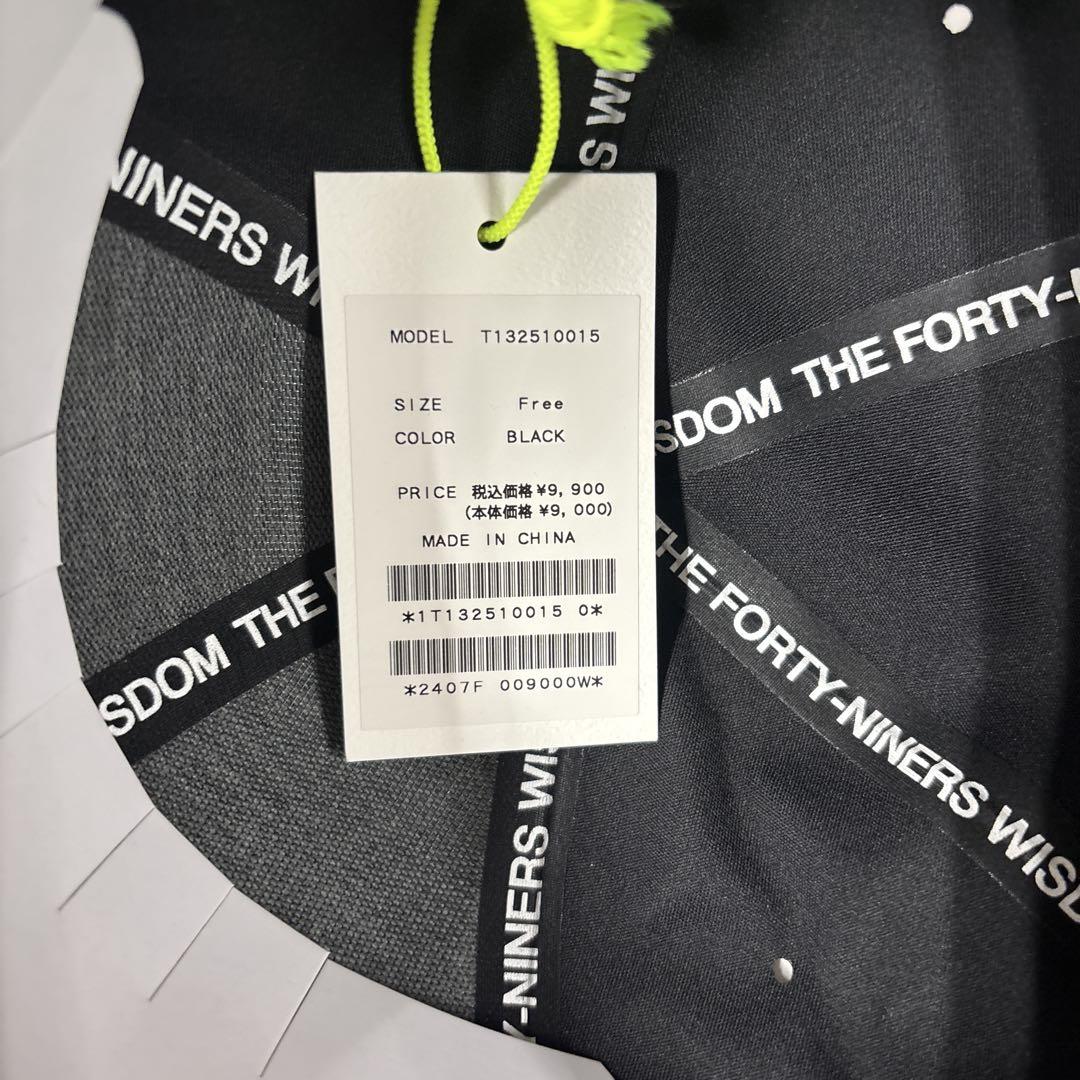 S WI
NINERS WI
MODEL T132510015
SIZE Free
COLOR BLACK
PRICE 税込価格¥9,900
(本体価格 ¥9,000)
MADE IN CHINA
*1T132510015 0*
*2407F 009000W*
SDOM THE FORTY-
THE FORTY-NINERS WISD
SDOM THE
-NINERS WIS